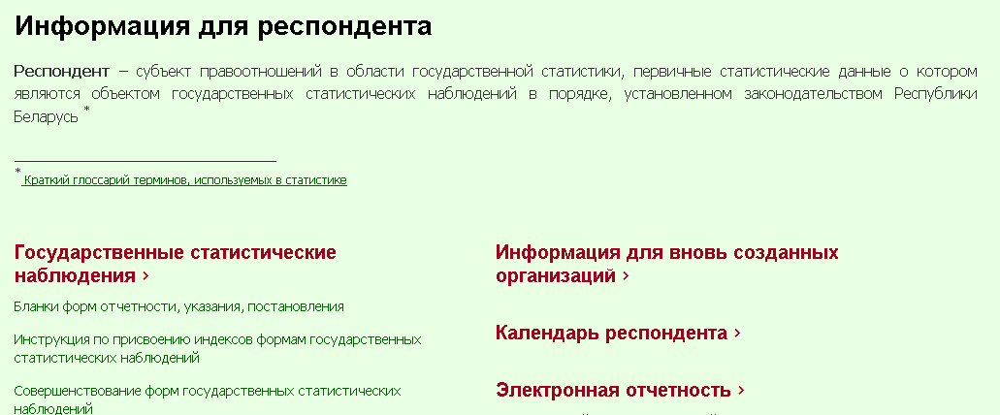 Информация для респондента
Респондент – субъект правоотношений в области государственной статистики, первичные статистические данные о котором
являются объектом государственных статистических наблюдений в порядке, установленном законодательством Республики
Беларусь *
* Краткий глоссарий терминов, используемых в статистике
Государственные статистические
наблюдения ›
Бланки форм отчетности, указания, постановления
Инструкция по присвоению индексов формам государственных
статистических наблюдений
Совершенствование форм государственных статистических
наблюдений
Информация для вновь созданных
организаций ›
Календарь респондента ›
Электронная отчетность ›